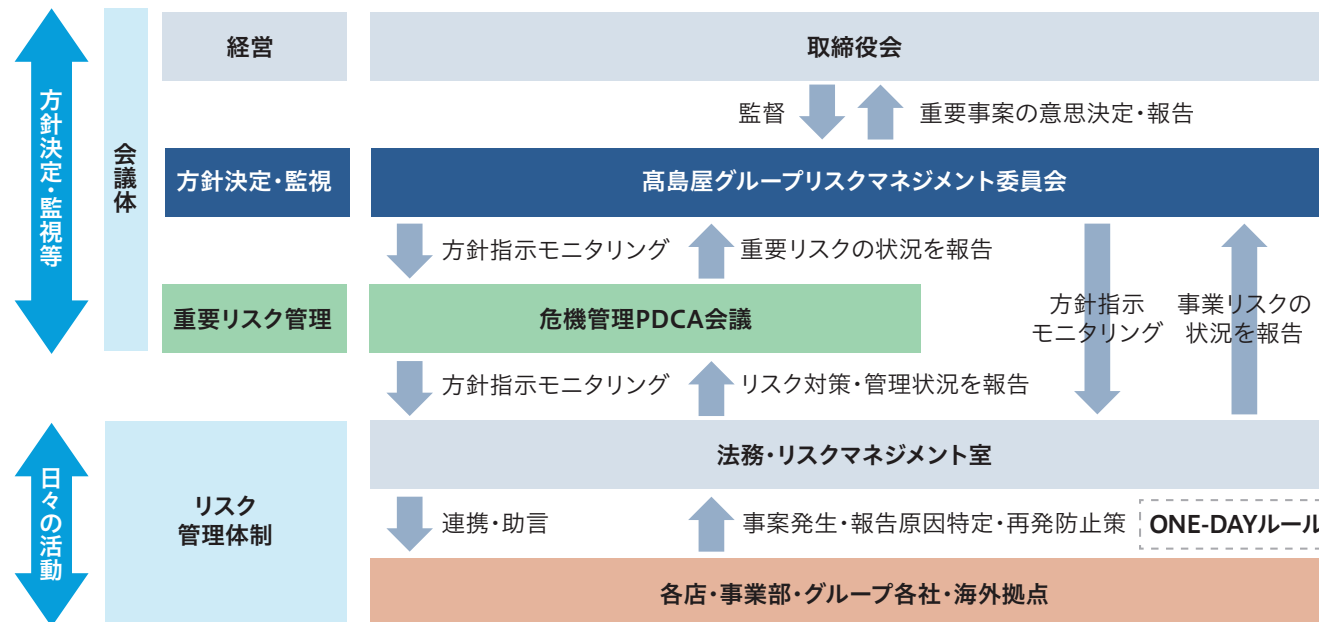 方針決定・監視等
会議体
経営
取締役会
監督
重要事案の意思決定・報告
方針決定・監視
髙島屋グループリスクマネジメント委員会
方針指示モニタリング
重要リスクの状況を報告
重要リスク管理
危機管理PDCA会議
方針指示
モニタリング
事業リスクの
状況を報告
方針指示モニタリング
リスク対策・管理状況を報告
日々の活動
リスク
管理体制
法務・リスクマネジメント室
連携・助言
事案発生・報告原因特定・再発防止策
ONE-DAYルール
各店・事業部・グループ各社・海外拠点